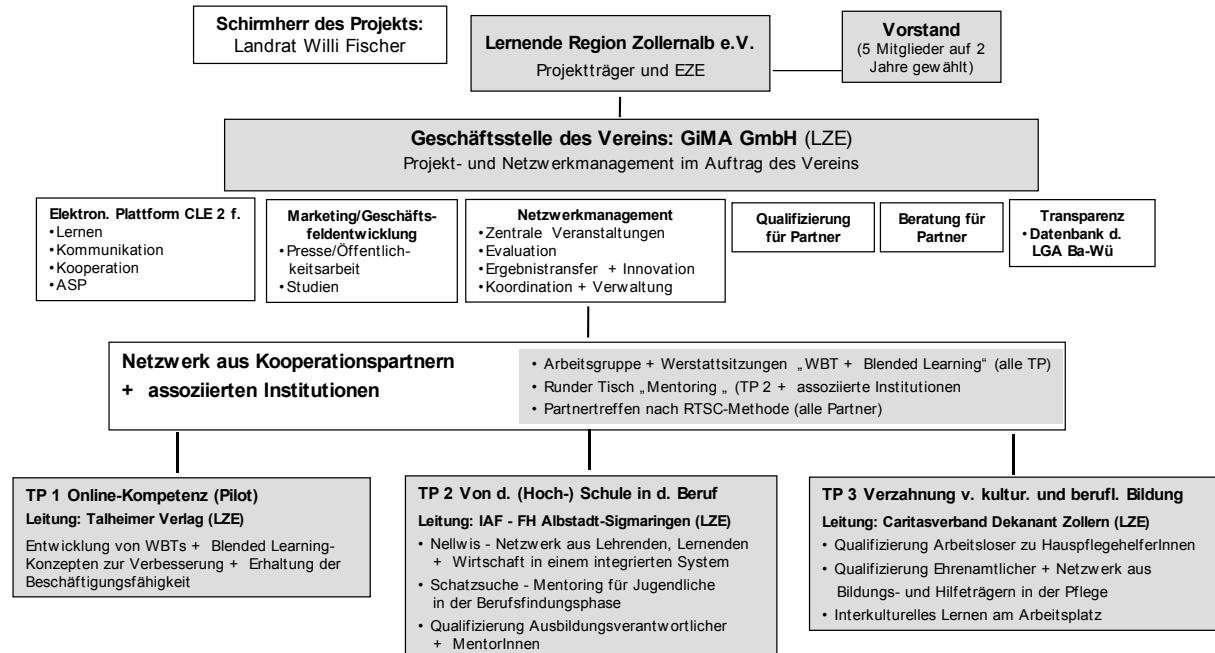 Schirmherr des Projekts:
Landrat Willi Fischer
Lernende Region Zollernalb e.V.
Projektträger und EZE
Vorstand
(5 Mitglieder auf 2
Jahre gewählt)
Geschäftsstelle des Vereins: GiMA GmbH (LZE)
Projekt- und Netzwerkmanagement im Auftrag des Vereins
Elektron. Plattform CLE 2 f.
•Lernen
•Kommunikation
•Kooperation
•ASP
Marketing/Geschäfts-
feldentwicklung
•Presse/Öffentlich-
keitsarbeit
•Studien
Netzwerkmanagement
•Zentrale Veranstaltungen
•Evaluation
•Ergebnistransfer + Innovation
•Koordination + Verwaltung
Qualifizierung
für Partner
Beratung für
Partner
Transparenz
•Datenbank d.
LGA Ba-Wü
Netzwerk aus Kooperationspartnern
+ assoziierten Institutionen
• Arbeitsgruppe + Werstattsitzungen „WBT + Blended Learning“ (alle TP)
• Runder Tisch „Mentoring „ (TP 2 + assoziierte Institutionen
• Partnertreffen nach RTSC-Methode (alle Partner)
TP 1 Online-Kompetenz (Pilot)
Leitung: Talheimer Verlag (LZE)
Entwicklung von WBTs + Blended Learning-
Konzepten zur Verbesserung + Erhaltung der
Beschäftigungsfähigkeit
TP 2 Von d. (Hoch-) Schule in d. Beruf
Leitung: IAF - FH Albstadt-Sigmaringen (LZE)
• Nellwis - Netzwerk aus Lehrenden, Lernenden
+ Wirtschaft in einem integrierten System
• Schatzsuche - Mentoring für Jugendliche
in der Berufsfindungsphase
• Qualifizierung Ausbildungsverantwortlicher
+ MentorInnen
TP 3 Verzahnung v. kultur. und berufl. Bildung
Leitung: Caritasverband Dekanant Zollern (LZE)
• Qualifizierung Arbeitsloser zu HauspflegehelferInnen
• Qualifizierung Ehrenamtlicher + Netzwerk aus
Bildungs- und Hilfeträgern in der Pflege
• Interkulturelles Lernen am Arbeitsplatz